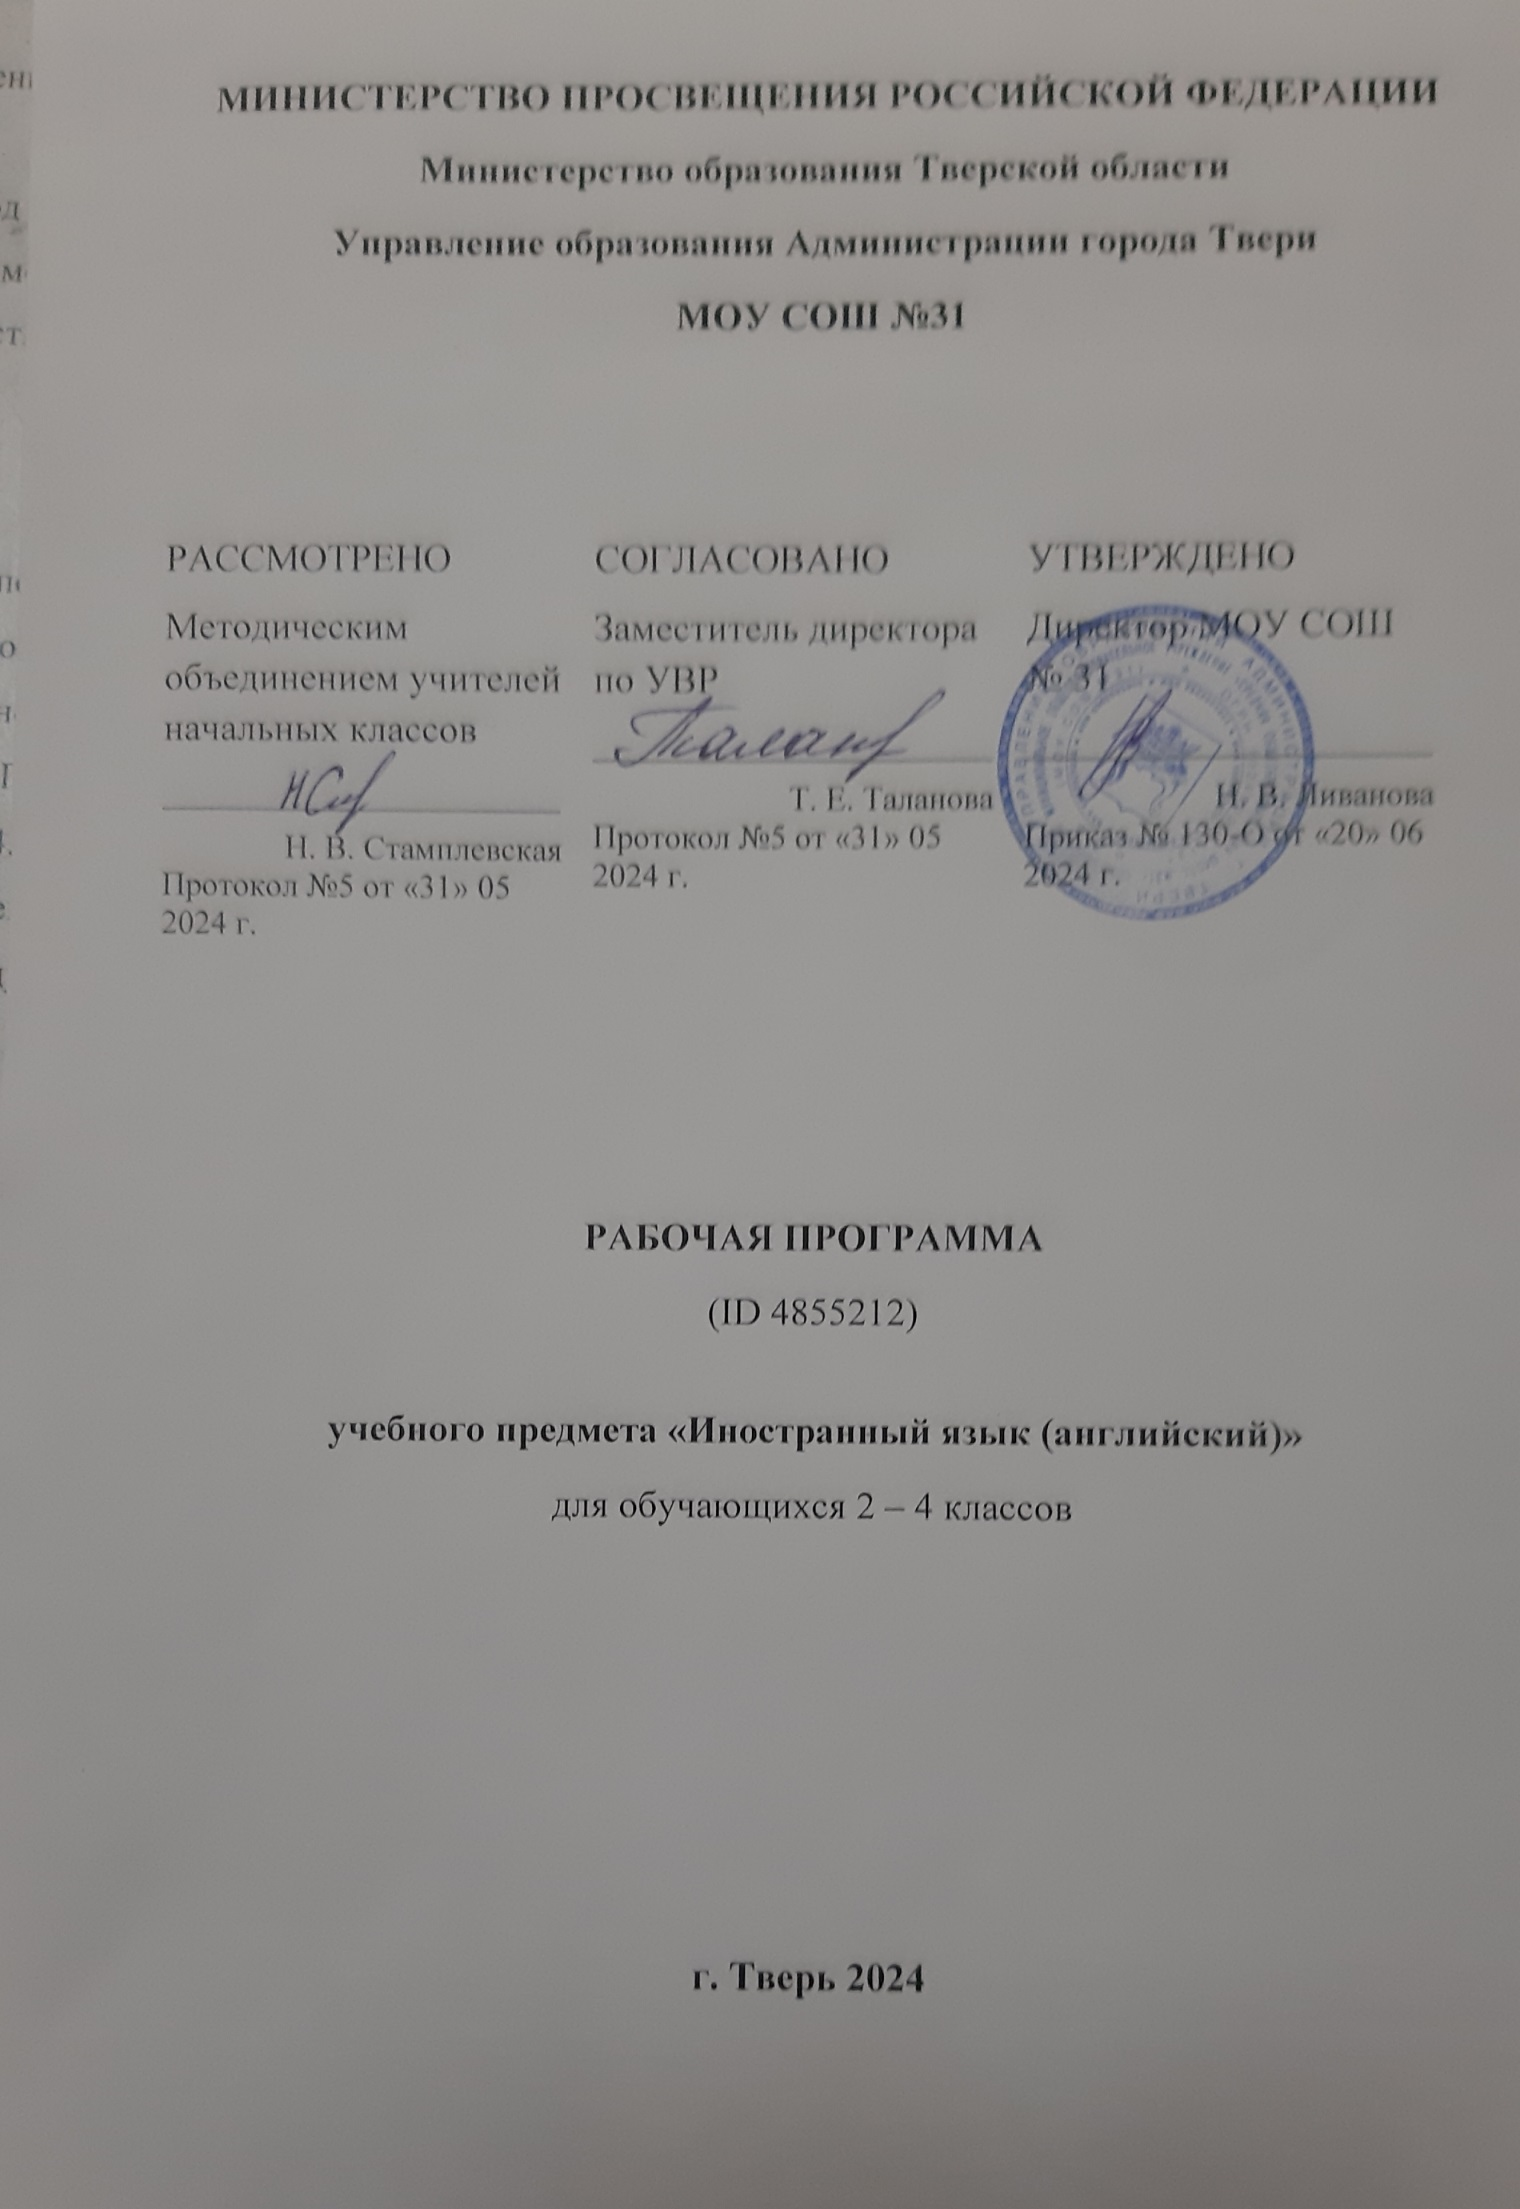 МИНИСТЕРСТВО ПРОСВЕЩЕНИЯ РОССИЙСКОЙ ФЕДЕРАЦИИ
Министерство образования Тверской области
Управление образования Администрации города Твери
МОУ СОШ №31
РАССМОТРЕНО
Методическим
объединением учителей
начальных классов
Н. В. Стамплевская
Протокол №5 от «31» 05
2024 г.
СОГЛАСОВАНО
Заместитель директора
по УВР
Т. Е. Таланова
Протокол №5 от «31» 05
2024 г.
УТВЕРЖДЕНО
Директор МОУ СОШ
№ 31
Н. В. Ливанова
Приказ № 130-О от «20» 06
2024 г.
РАБОЧАЯ ПРОГРАММА
(ID 4855212)
учебного предмета «Иностранный язык (английский)»
для обучающихся 2 – 4 классов
г. Тверь 2024